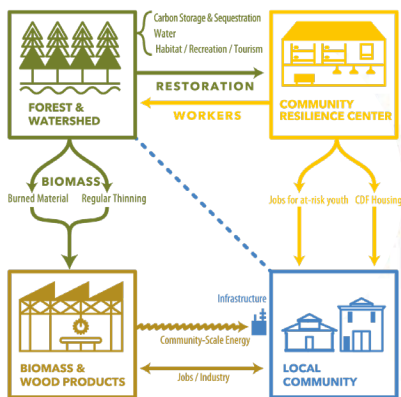 Carbon Storage & Sequestration
Water
Habitat / Recreation / Tourism
RESTORATION
WORKERS
FOREST &
WATERSHED
COMMUNITY
RESILIENCE CENTER
BIOMASS
Burned Material
Regular Thinning
Jobs for at-risk youth
CDF Housing
Infrastructure
Community-Scale Energy
Jobs / Industry
BIOMASS &
WOOD PRODUCTS
LOCAL
COMMUNITY